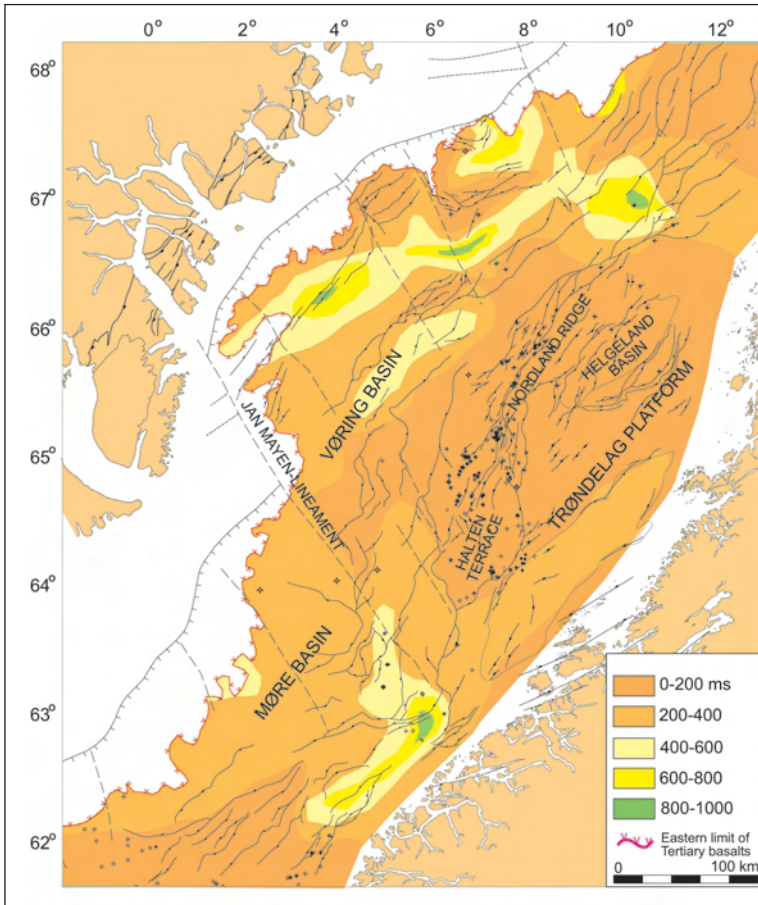 0° 2° 4° 6° 8° 10° 12°
68°
67°
66°
65°
64°
63°
62°
NORDLAND RIDGE
HELGELAND
BASIN
VØRING BASIN
TRØNDELAG PLATFORM
JAN MAYEN-LINEAMENT
HALTEN
TERRACE
MØRE BASIN
0-200 ms
200-400
400-600
600-800
800-1000
Eastern limit of
Tertiary basalts
0 100 km